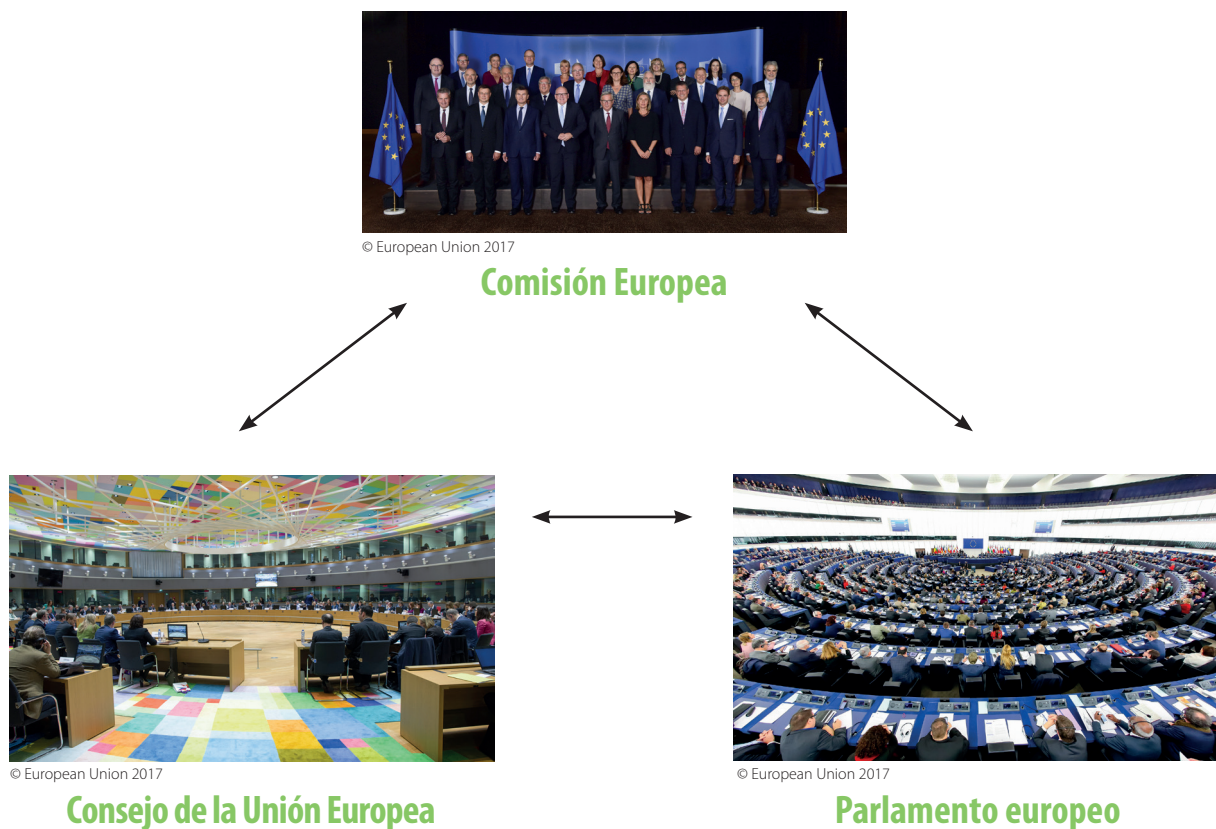 © European Union 2017
Comisión Europea
© European Union 2017
Consejo de la Unión Europea
© European Union 2017
Parlamento europeo